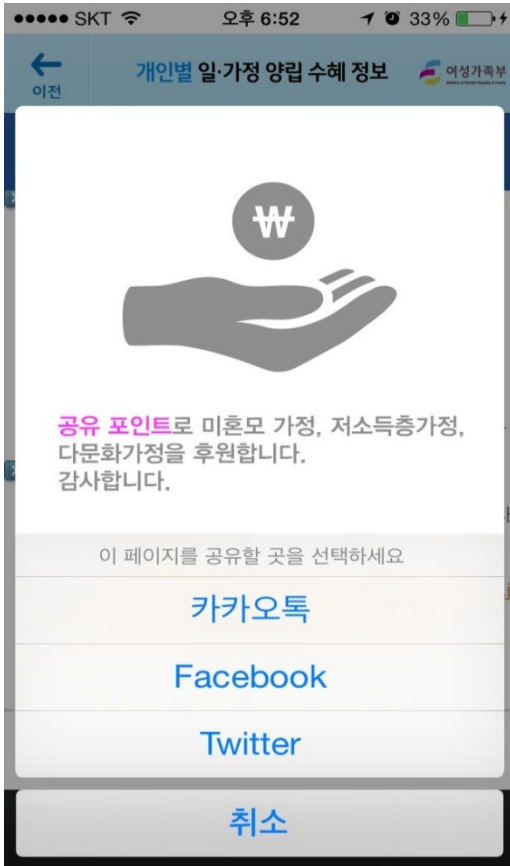 SKT 오후 6:52 33%
이전
개인별 일·가정 양립 수혜 정보
여성가족부
₩
공유 포인트로 미혼모 가정, 저소득층가정,
다문화가정을 후원합니다.
감사합니다.
이 페이지를 공유할 곳을 선택하세요
카카오톡
Facebook
Twitter
취소